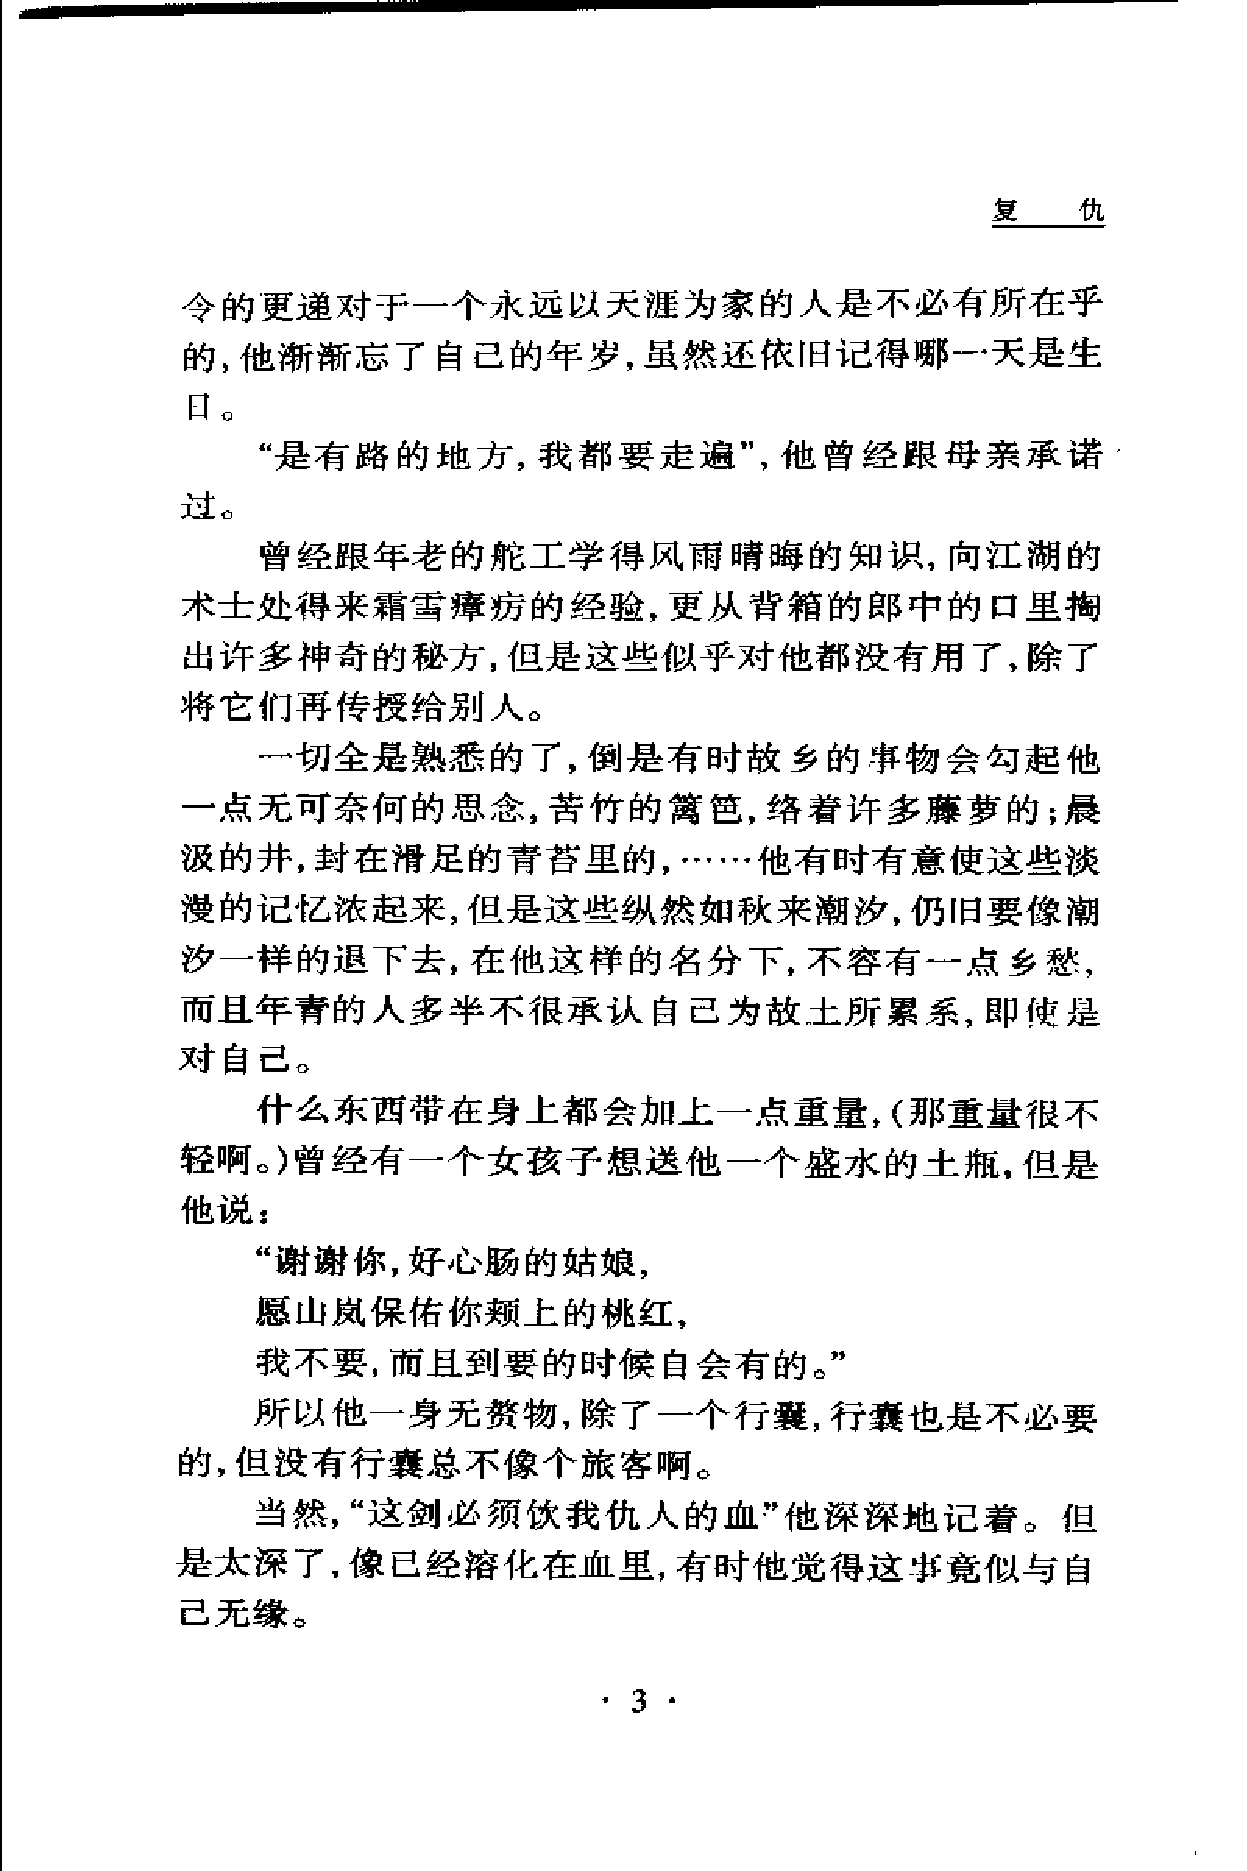 复 仇
令的更递对于一个永远以天涯为家的人是不必有所在乎
的，他渐渐忘了自己的年岁，虽然还依旧记得哪一天是生
日。
“是有路的地方，我都要走遍”，他曾经跟母亲承诺
过。
曾经跟年老的舵工学得风雨晴晦的知识，向江湖的
术士处得来霜雪瘴疠的经验，更从背箱的郎中的口里掏
出许多神奇的秘方，但是这些似乎对他都没有用了，除了
将它们再传授给别人。
一切全是熟悉的了，倒是有时故乡的事物会勾起他
一点无可奈何的思念，苦竹的篱笆，络着许多藤萝的；晨
汲的井，封在滑足的青苔里的，……他有时有意使这些淡
漫的记忆浓起来，但是这些纵然如秋来潮汐，仍旧要像潮
汐一样的退下去，在他这样的名分下，不容有一点乡愁，
而且年青的人多半不很承认自己为故土所累系，即使是
对自己。
什么东西带在身上都会加上一点重量，（那重量很不
轻啊。）曾经有一个女孩子想送他一个盛水的土瓶，但是
他说：
“谢谢你，好心肠的姑娘，
愿山岚保佑你颊上的桃红，
我不要，而且到要的时候自会有的。”
所以他一身无赘物，除了一个行囊，行囊也是不必要
的，但没有行囊总不像个旅客啊。
当然，“这剑必须饮我仇人的血”他深深地记着。但
是太深了，像已经溶化在血里，有时他觉得这事竟似与自
己无缘。
· 3 ·